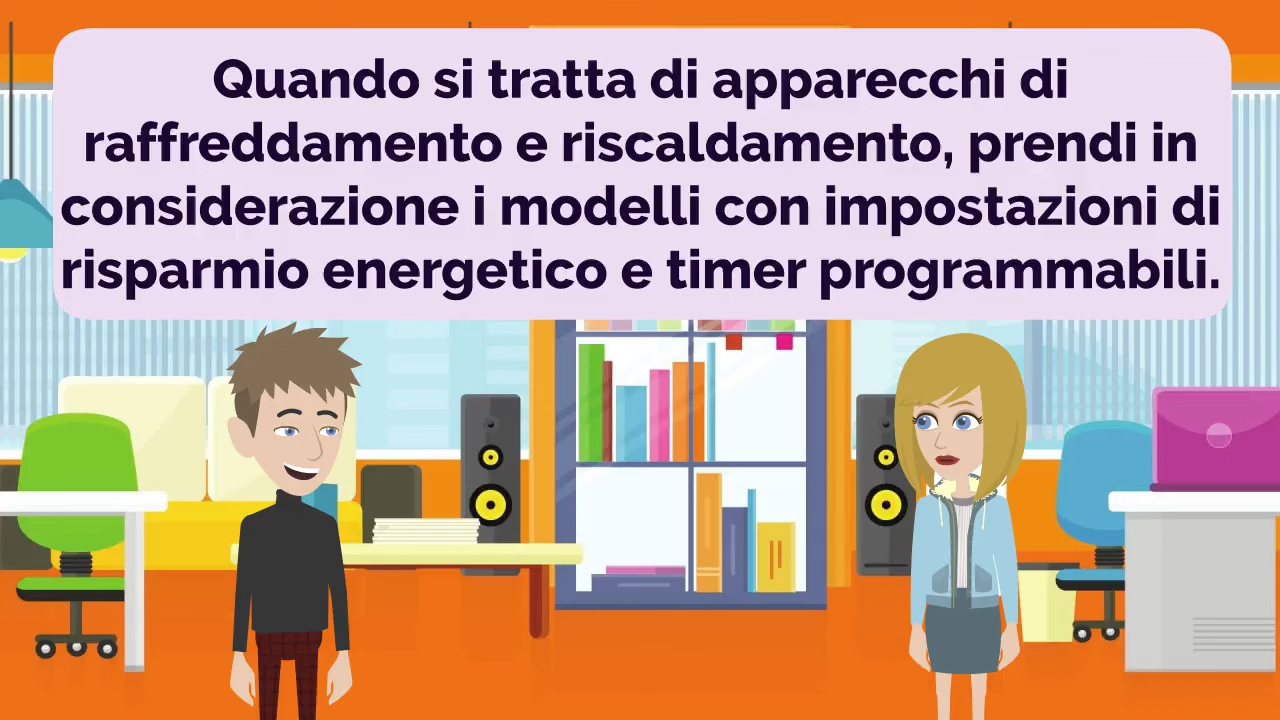 Quando si tratta di apparecchi di
raffreddamento e riscaldamento, prendi in
considerazione i modelli con impostazioni di
risparmio energetico e timer programmabili.